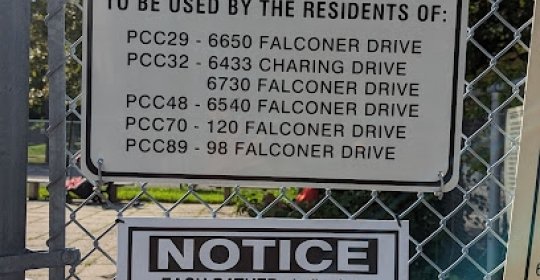 TO BE USED BY THE RESIDENTS OF:
PCC29 - 6650 FALCONER DRIVE
PCC32 - 6433 CHARING DRIVE
6730 FALCONER DRIVE
PCC48 - 6540 FALCONER DRIVE
PCC70 - 120 FALCONER DRIVE
PCC89 - 98 FALCONER DRIVE
NOTICE